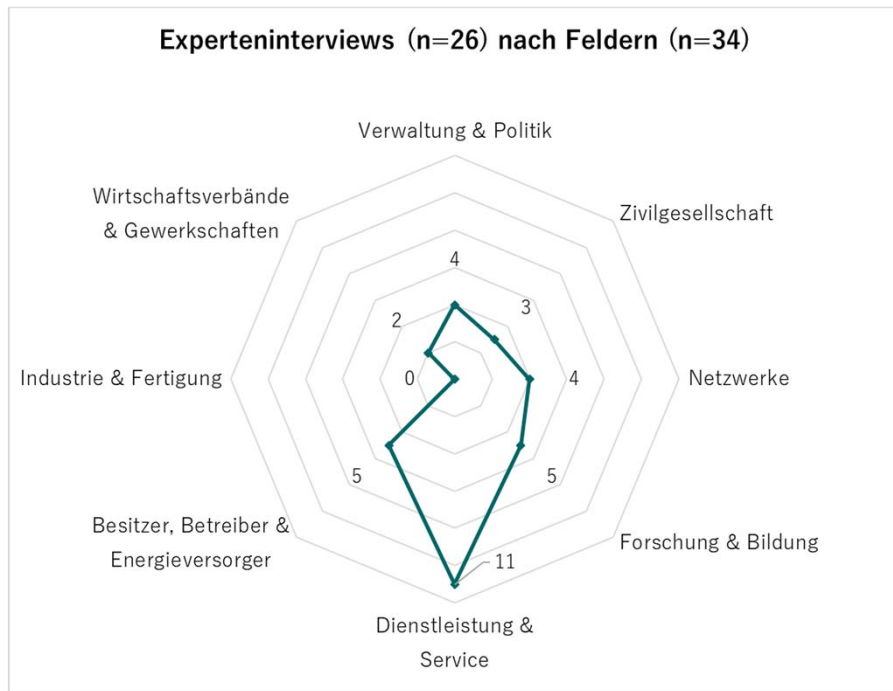 Experteninterviews (n=26) nach Feldern (n=34)
Verwaltung & Politik
Wirtschaftsverbände
& Gewerkschaften
Zivilgesellschaft
4
3
2
Industrie & Fertigung
0
4
Netzwerke
5
5
Besitzer, Betreiber &
Energieversorger
Forschung & Bildung
11
Dienstleistung &
Service